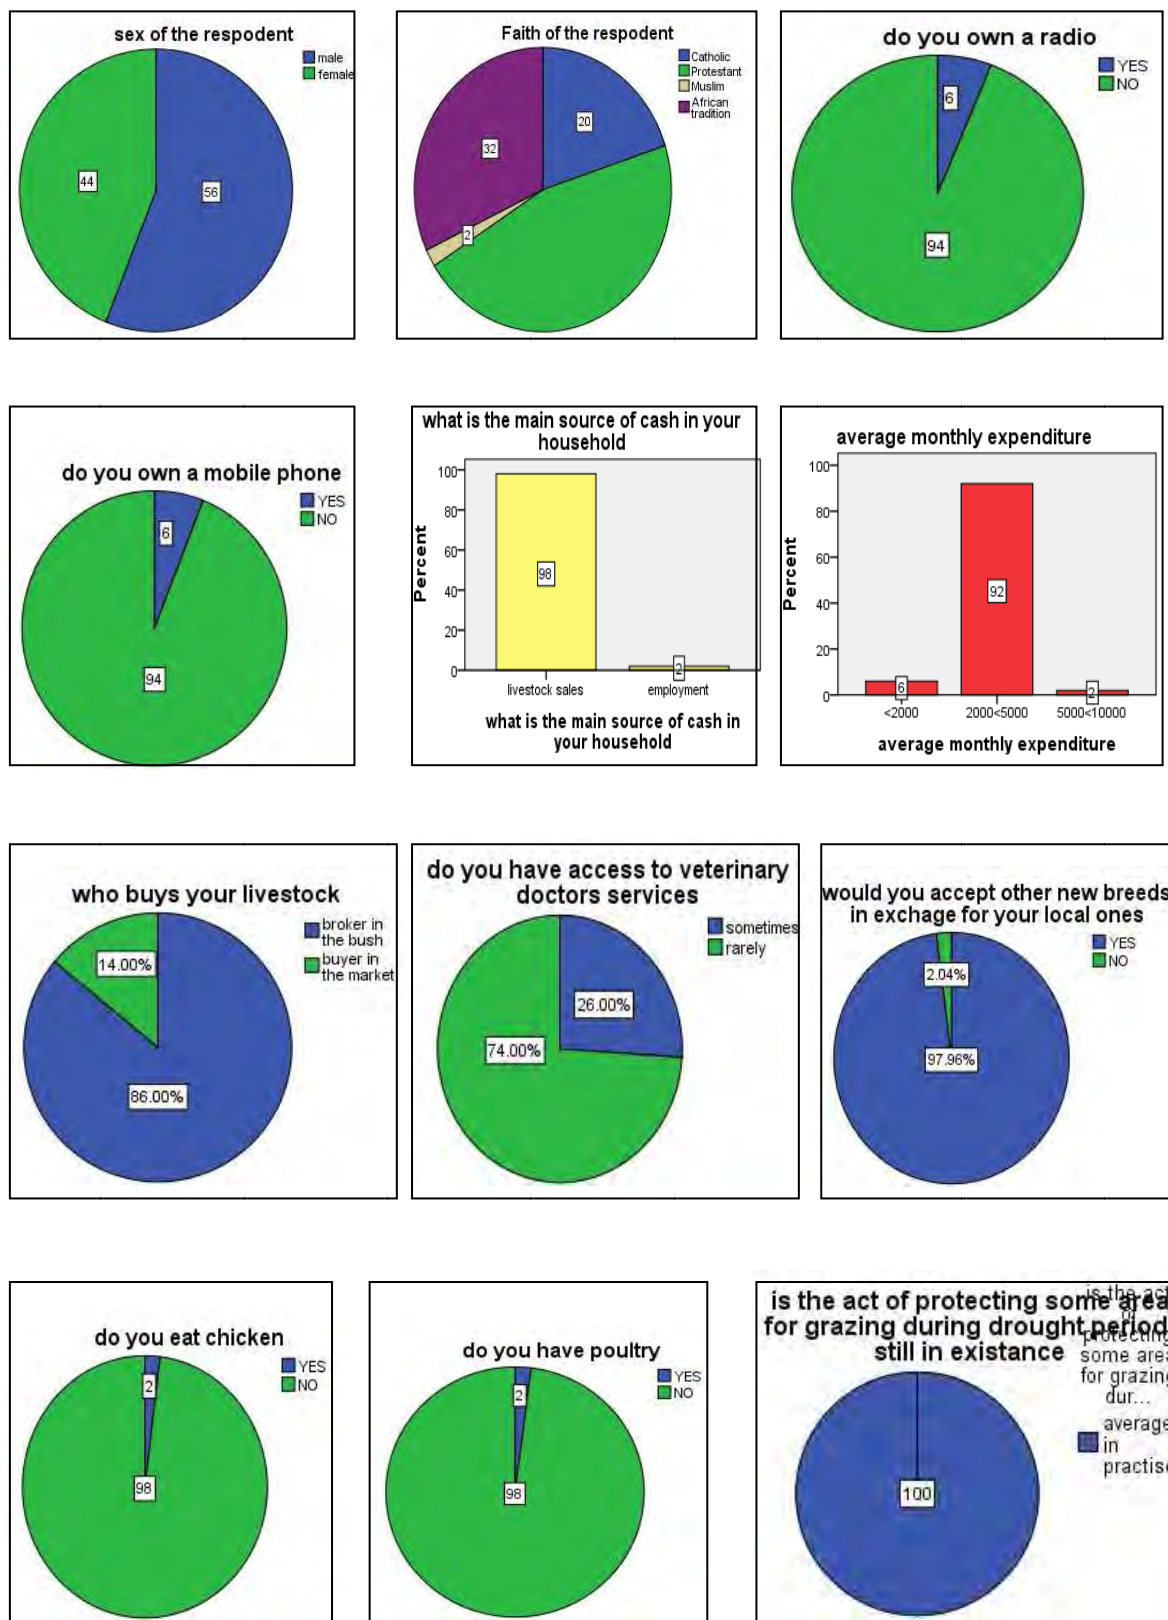 sex of the respodent
male
female
44
56
Faith of the respodent
Catholic
Protestant
Muslim
African
tradition
20
32
2
do you own a radio
YES
NO
6
94
do you own a mobile phone
YES
NO
6
94
what is the main source of cash in your
household
100
80
60
40
20
0
Percent
98
2
livestock sales
employment
what is the main source of cash in
your household
average monthly expenditure
100
80
60
40
20
0
Percent
6
92
2
<2000
2000<5000
5000<10000
average monthly expenditure
who buys your livestock
broker in
the bush
buyer in
the market
14.00%
86.00%
do you have access to veterinary
doctors services
sometimes
rarely
26.00%
74.00%
would you accept other new breeds
in exchage for your local ones
YES
NO
2.04%
97.96%
do you eat chicken
YES
NO
2
98
do you have poultry
YES
NO
2
98
is the act of protecting some area
for grazing during drought period
still in existance
is the act
of
protecting
some area
for grazing
dur...
average
in
practise
100